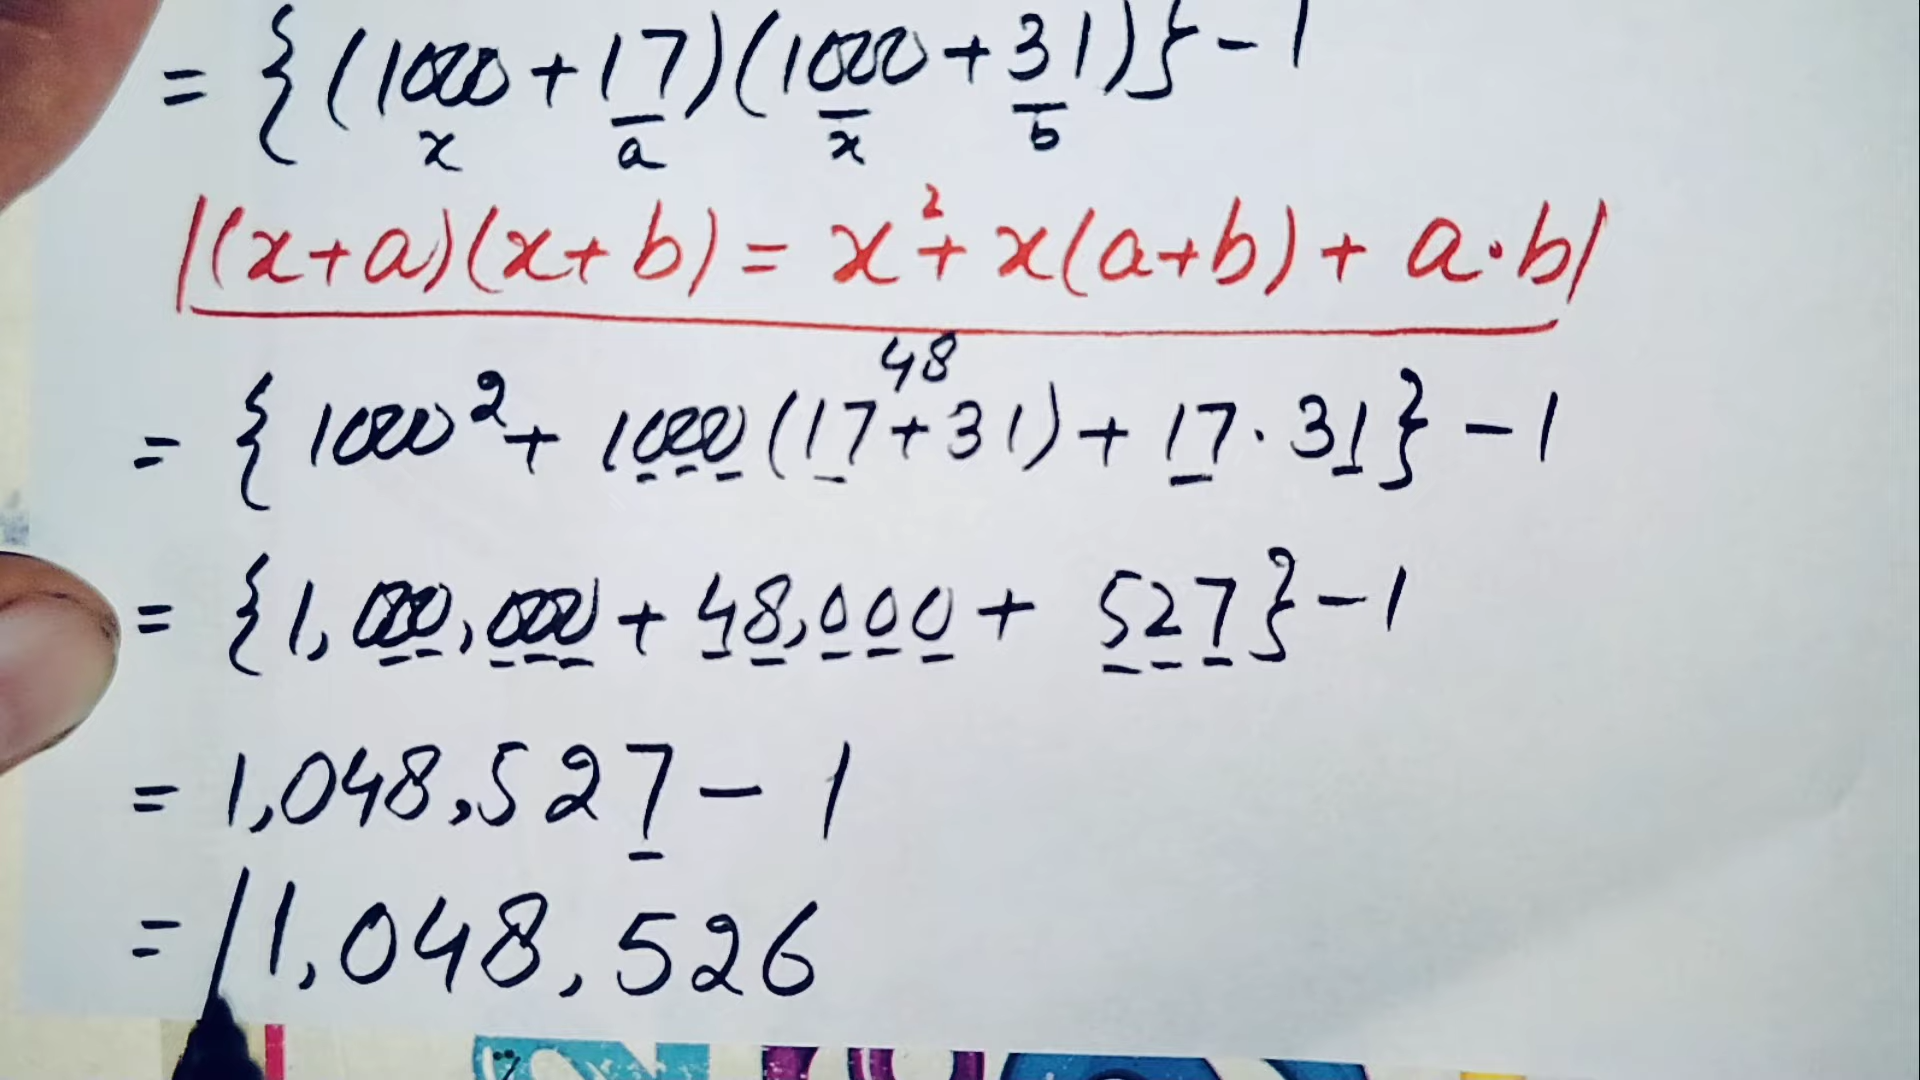 = {(1000 + 17)(1000 + 31)} - 1
x a x b
|(x+a)(x+b) = x² + x(a+b) + a·b|
48
= {1000² + 1000(17+31) + 17·31} - 1
= {1,000,000 + 48,000 + 527} - 1
= 1,048,527 - 1
= |1,048,526